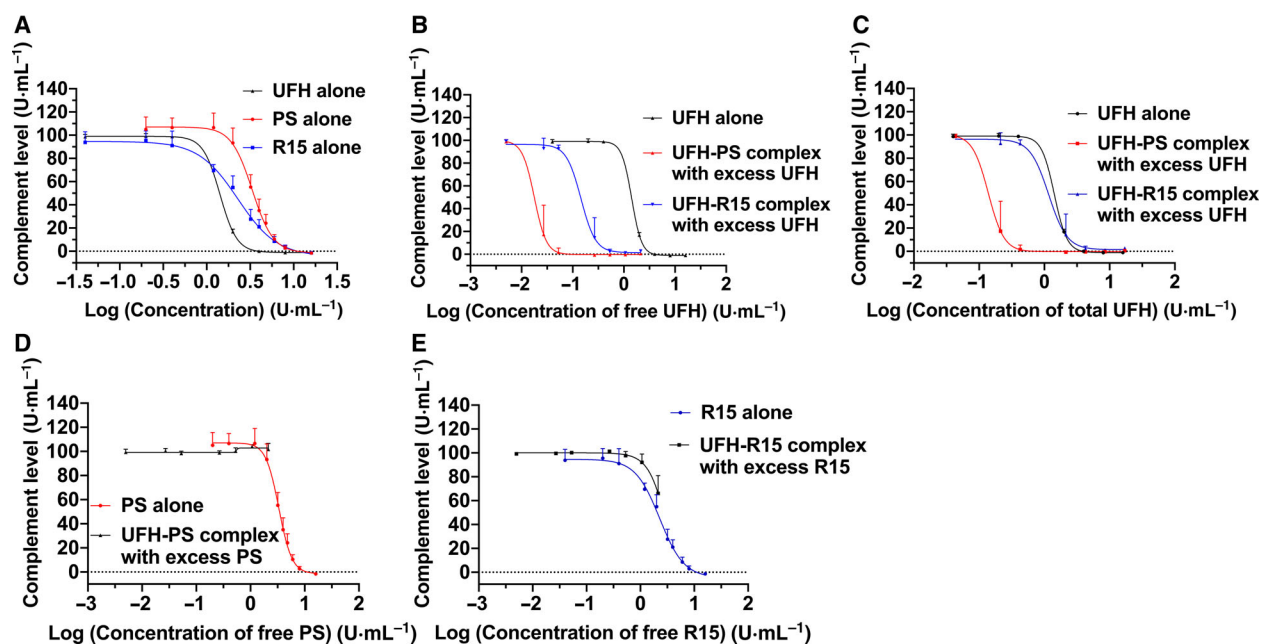 A
Complement level (U·mL⁻¹)
140
120
100
80
60
40
20
0
UFH alone
PS alone
R15 alone
−1.5 −1.0 −0.5 0.0 0.5 1.0 1.5
Log (Concentration) (U·mL⁻¹)
B
Complement level (U·mL⁻¹)
140
120
100
80
60
40
20
0
UFH alone
UFH-PS complex
with excess UFH
UFH-R15 complex
with excess UFH
−3 −2 −1 0 1 2
Log (Concentration of free UFH) (U·mL⁻¹)
C
Complement level (U·mL⁻¹)
140
120
100
80
60
40
20
0
UFH alone
UFH-PS complex
with excess UFH
UFH-R15 complex
with excess UFH
−2 −1 0 1 2
Log (Concentration of total UFH) (U·mL⁻¹)
D
Complement level (U·mL⁻¹)
140
120
100
80
60
40
20
0
PS alone
UFH-PS complex
with excess PS
−3 −2 −1 0 1 2
Log (Concentration of free PS) (U·mL⁻¹)
E
Complement level (U·mL⁻¹)
140
120
100
80
60
40
20
0
R15 alone
UFH-R15 complex
with excess R15
−3 −2 −1 0 1 2
Log (Concentration of free R15) (U·mL⁻¹)